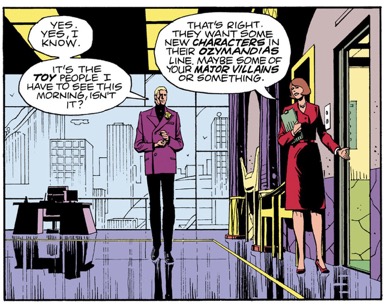 YES.
YES, I
KNOW.
IT'S THE
TOY PEOPLE I
HAVE TO SEE THIS
MORNING, ISN'T
IT?
THAT'S RIGHT.
THEY WANT SOME
NEW CHARACTERS IN
THEIR OZYMANDIAS
LINE. MAYBE SOME OF
YOUR MAJOR VILLAINS
OR SOMETHING.